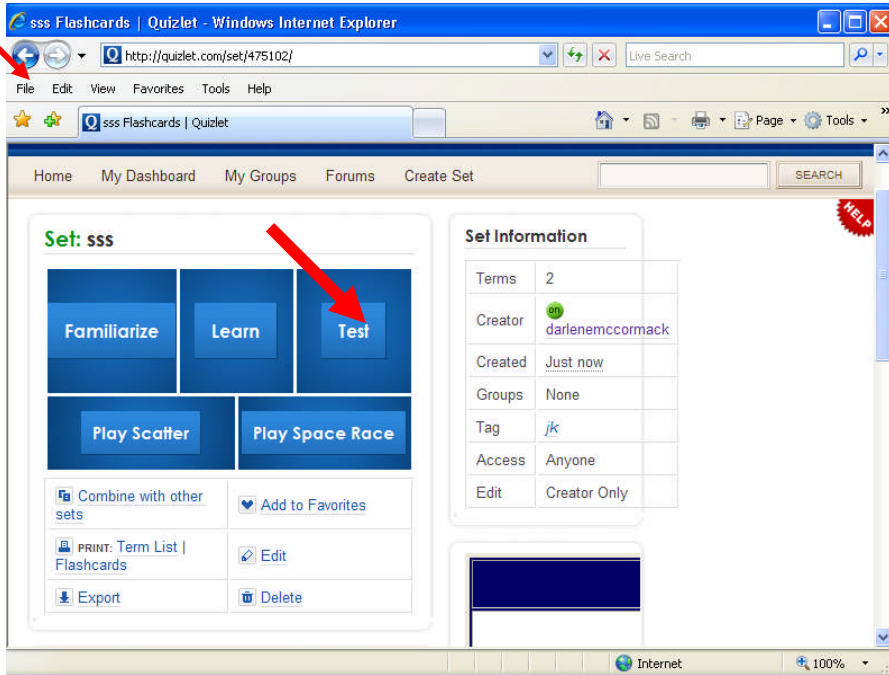 sss Flashcards | Quizlet - Windows Internet Explorer
http://quizlet.com/set/475102/
Live Search
File Edit View Favorites Tools Help
sss Flashcards | Quizlet
Page Tools
Home My Dashboard My Groups Forums Create Set
SEARCH
HELP
Set: sss
Familiarize
Learn
Test
Play Scatter
Play Space Race
Combine with other
sets
Add to Favorites
PRINT: Term List |
Flashcards
Edit
Export
Delete
Set Information
Terms 2
Creator
on
darlenemccormack
Created Just now
Groups None
Tag jk
Access Anyone
Edit Creator Only
Internet
100%